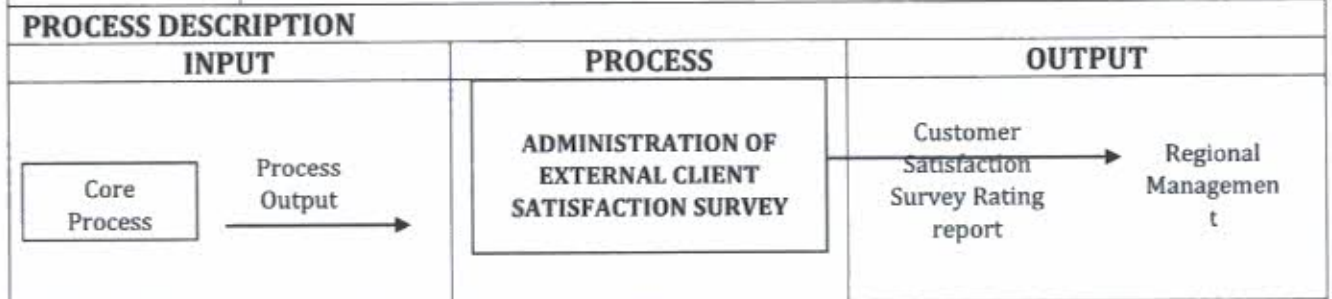 PROCESS DESCRIPTION
INPUT
PROCESS
OUTPUT
Core
Process
Process
Output
ADMINISTRATION OF
EXTERNAL CLIENT
SATISFACTION SURVEY
Customer
Satisfaction
Survey Rating
report
Regional
Managemen
t